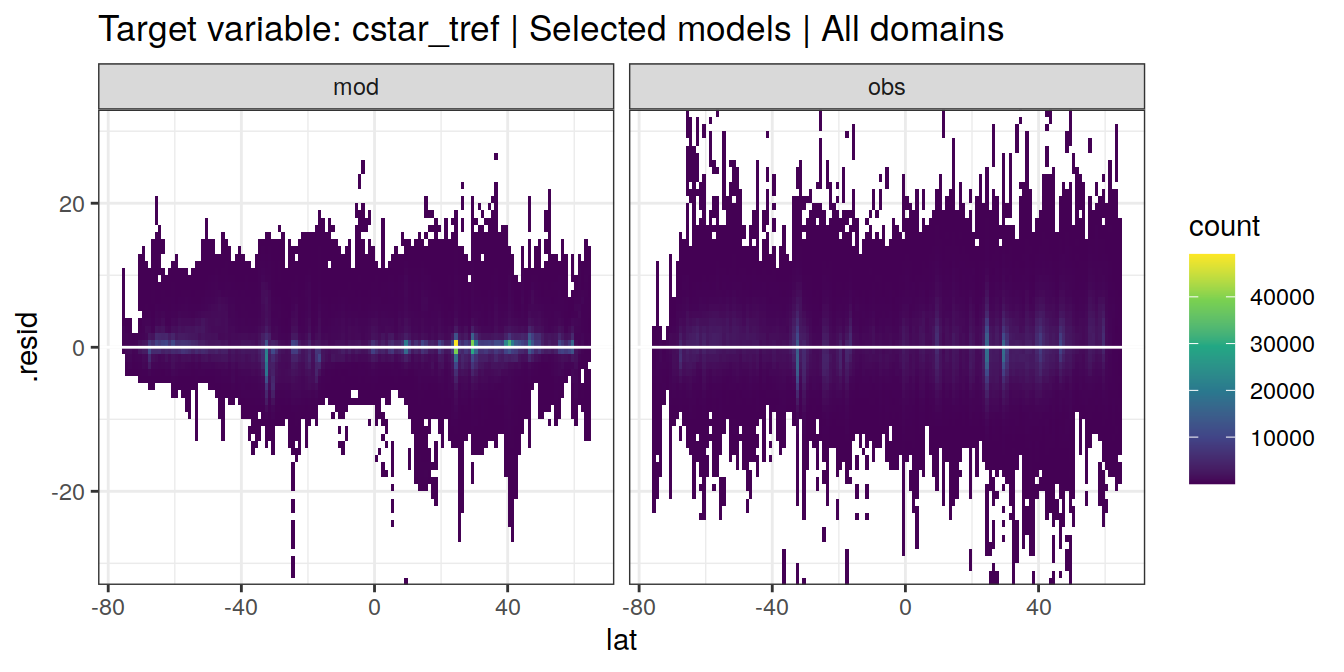 Target variable: cstar_tref | Selected models | All domains
mod
obs
.resid
20
0
-20
-80
-40
0
40
-80
-40
0
40
lat
count
40000
30000
20000
10000